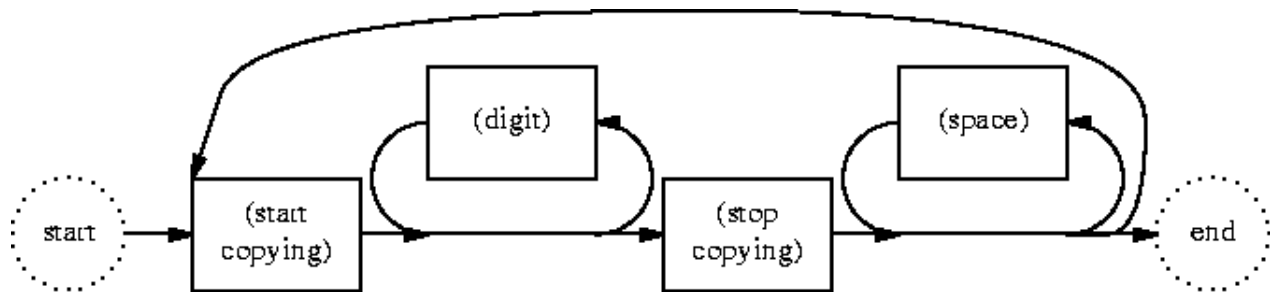 (digit)
(space)
start
(start
copying)
(stop
copying)
end